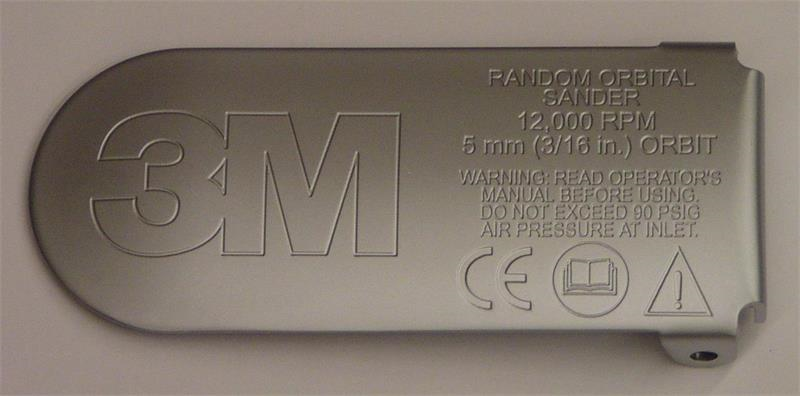 3M
RANDOM ORBITAL
SANDER
12,000 RPM
5 mm (3/16 in.) ORBIT
WARNING: READ OPERATOR'S
MANUAL BEFORE USING.
DO NOT EXCEED 90 PSIG
AIR PRESSURE AT INLET.
CE